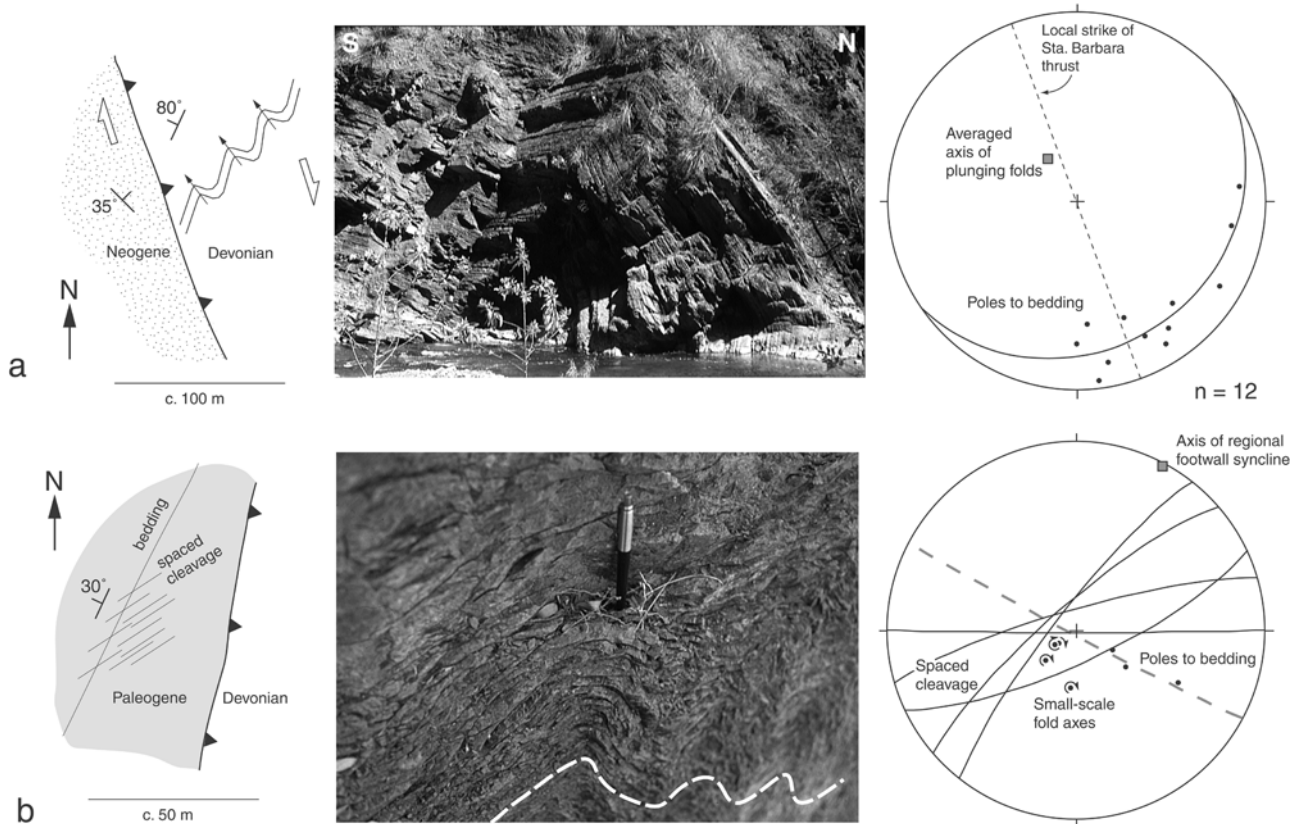 a
80°
35°
Neogene
Devonian
N
c. 100 m
S
N
Local strike of
Sta. Barbara
thrust
Averaged
axis of
plunging folds
Poles to bedding
n = 12
b
N
bedding
spaced
cleavage
30°
Paleogene
Devonian
c. 50 m
Axis of regional
footwall syncline
Spaced
cleavage
Poles to bedding
Small-scale
fold axes